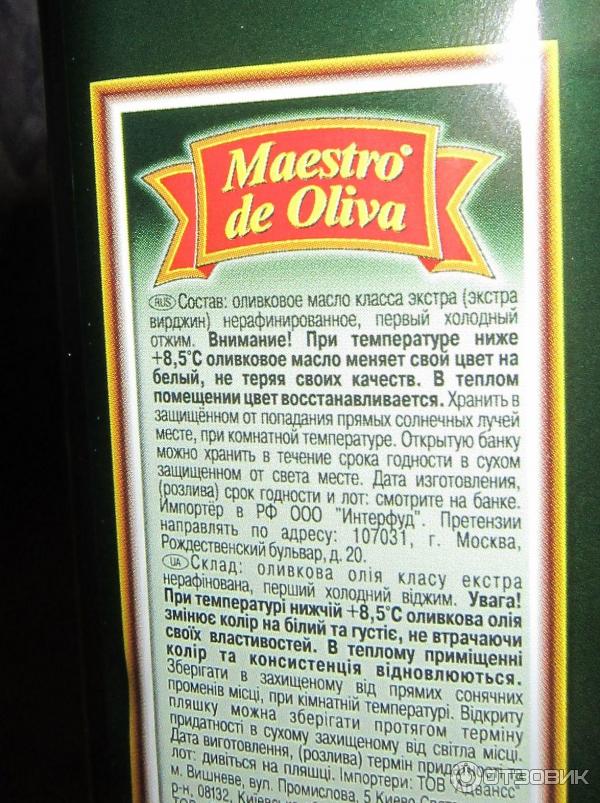 Maestro®
de Oliva
RUS Состав: оливковое масло класса экстра (экстра
вирджин) нерафинированное, первый холодный
отжим. Внимание! При температуре ниже
+8,5°С оливковое масло меняет свой цвет на
белый, не теряя своих качеств. В теплом
помещении цвет восстанавливается. Хранить в
защищённом от попадания прямых солнечных лучей
месте, при комнатной температуре. Открытую банку
можно хранить в течение срока годности в сухом
защищенном от света месте. Дата изготовления,
(розлива) срок годности и лот: смотрите на банке.
Импортёр в РФ ООО "Интерфуд". Претензии
направлять по адресу: 107031, г. Москва,
Рождественский бульвар, д. 20.
UA Склад: оливкова олія класу екстра
нерафінована, перший холодний віджим. Увага!
При температурі нижчій +8,5°С оливкова олія
змінює колір на білий та густіє, не втрачаючи
своїх властивостей. В теплому приміщенні
колір та консистенція відновлюються.
Зберігати в захищеному від прямих сонячних
променів місці, при кімнатній температурі. Відкриту
пляшку можна зберігати протягом терміну
придатності в сухому захищеному від світла місці.
Дата виготовлення, (розлива) термін придатності
лот: дивіться на пляшці. Імпортери: ТОВ
м. Вишневе, вул. Промислова, 5 Києво
р-н, 08132,
ОТЗОВИК